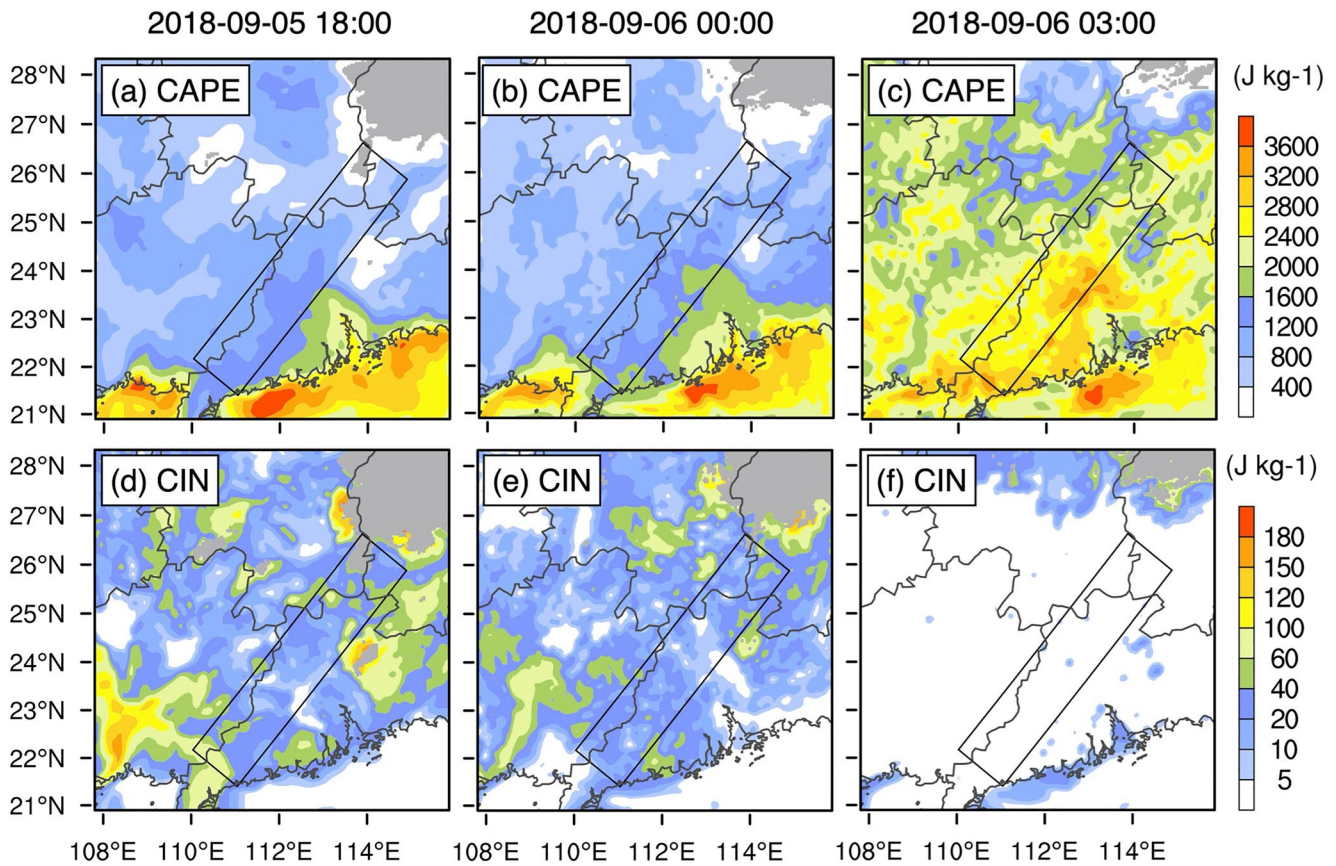 2018-09-05 18:00 2018-09-06 00:00 2018-09-06 03:00
(a) CAPE (b) CAPE (c) CAPE (J kg-1)
28°N
27°N
26°N
25°N
24°N
23°N
22°N
21°N
3600
3200
2800
2400
2000
1600
1200
800
400
(d) CIN (e) CIN (f) CIN (J kg-1)
28°N
27°N
26°N
25°N
24°N
23°N
22°N
21°N
180
150
120
100
60
40
20
10
5
108°E 110°E 112°E 114°E 108°E 110°E 112°E 114°E 108°E 110°E 112°E 114°E